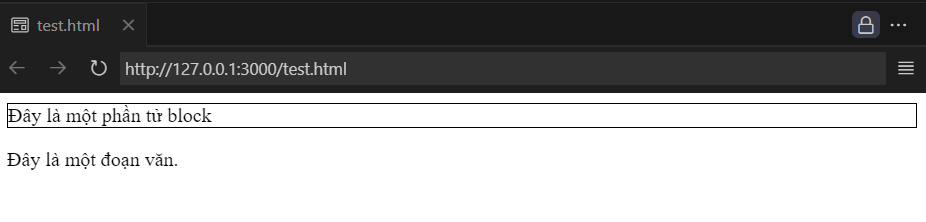 test.html
http://127.0.0.1:3000/test.html
Đây là một phần tử block
Đây là một đoạn văn.